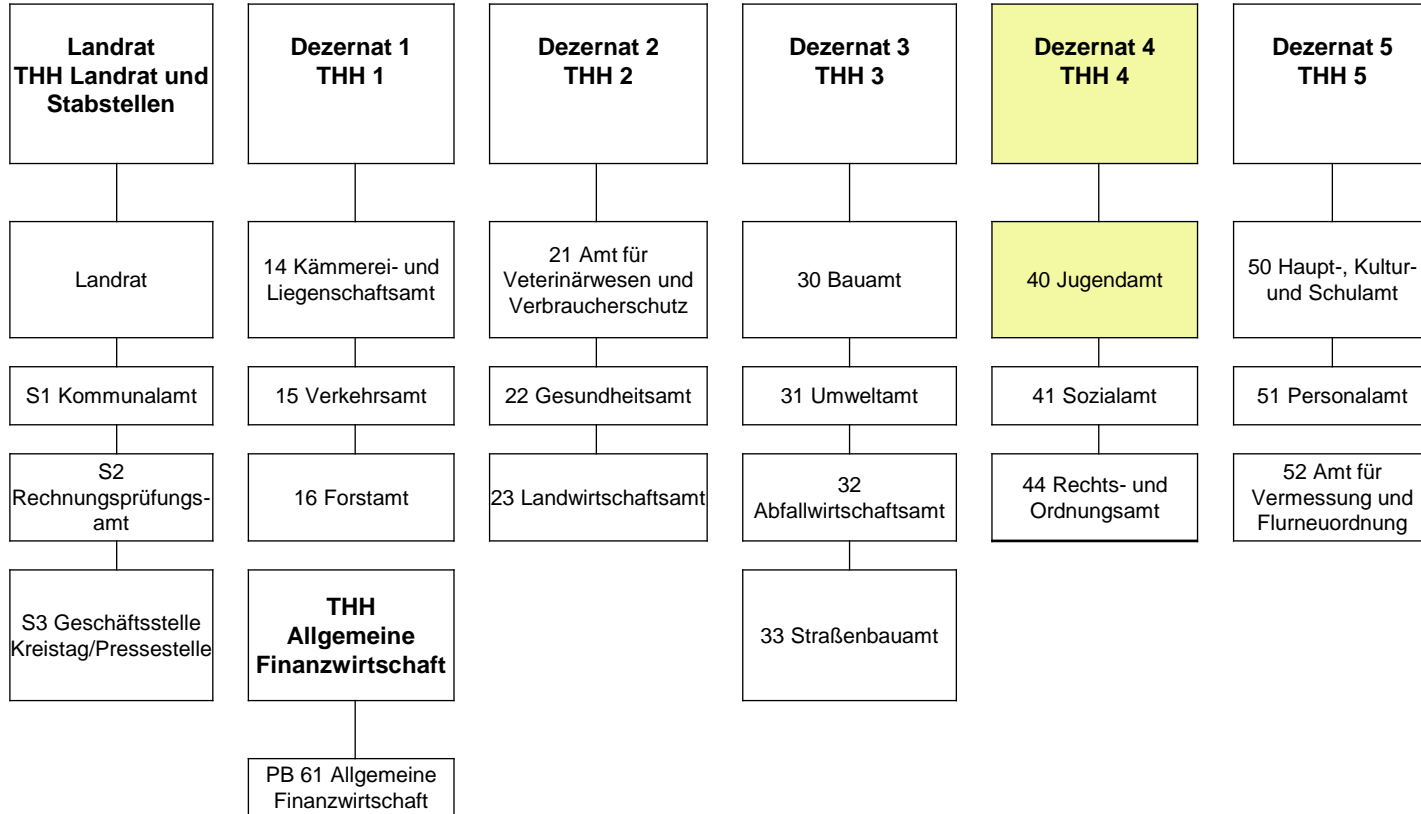 Landrat
THH Landrat und
Stabstellen
Dezernat 1
THH 1
Dezernat 2
THH 2
Dezernat 3
THH 3
Dezernat 4
THH 4
Dezernat 5
THH 5
Landrat
14 Kämmerei- und
Liegenschaftsamt
21 Amt für
Veterinärwesen und
Verbraucherschutz
30 Bauamt
40 Jugendamt
50 Haupt-, Kultur-
und Schulamt
S1 Kommunalamt
15 Verkehrsamt
22 Gesundheitsamt
31 Umweltamt
41 Sozialamt
51 Personalamt
S2
Rechnungsprüfungs-
amt
16 Forstamt
23 Landwirtschaftsamt
32
Abfallwirtschaftsamt
44 Rechts- und
Ordnungsamt
52 Amt für
Vermessung und
Flurneuordnung
S3 Geschäftsstelle
Kreistag/Pressestelle
THH
Allgemeine
Finanzwirtschaft
33 Straßenbauamt
PB 61 Allgemeine
Finanzwirtschaft